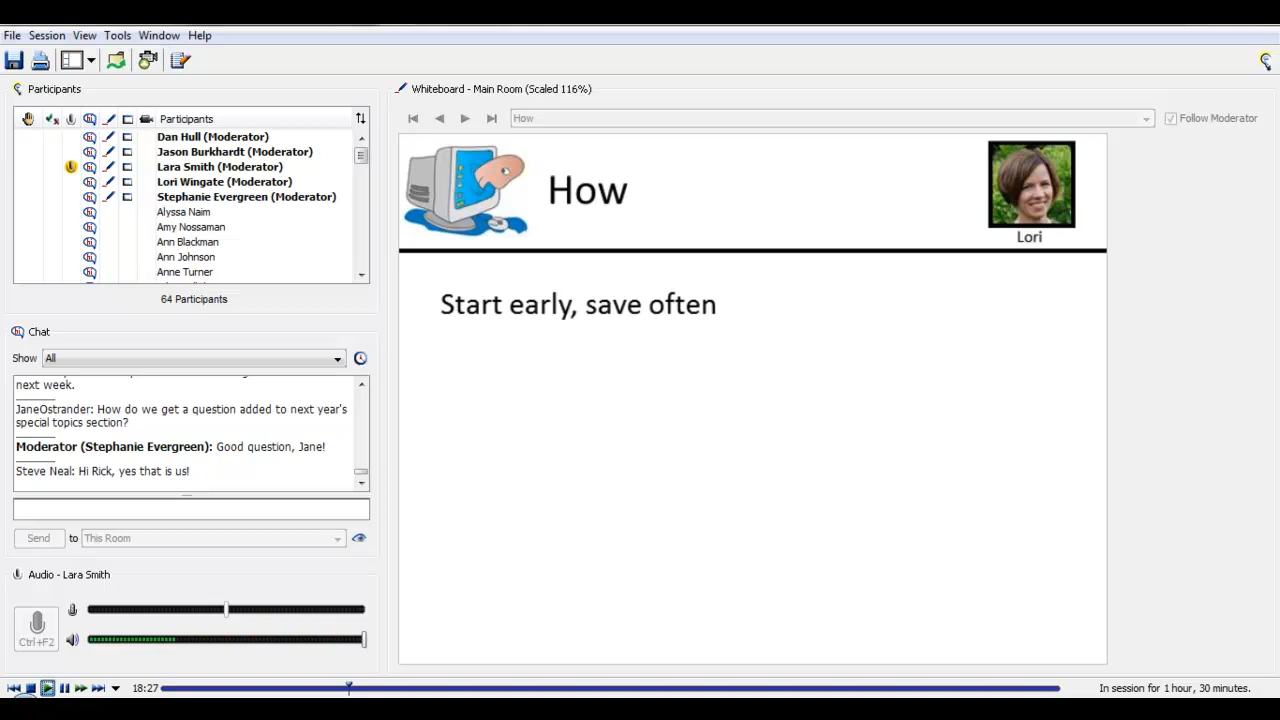 File Session View Tools Window Help
Participants
Participants
Dan Hull (Moderator)
Jason Burkhardt (Moderator)
Lara Smith (Moderator)
Lori Wingate (Moderator)
Stephanie Evergreen (Moderator)
Alyssa Naim
Amy Nossaman
Ann Blackman
Ann Johnson
Anne Turner
64 Participants
Chat
Show All
next week.
JaneOstrander: How do we get a question added to next year's
special topics section?
Moderator (Stephanie Evergreen): Good question, Jane!
Steve Neal: Hi Rick, yes that is us!
Send to This Room
Audio - Lara Smith
Ctrl+F2
Whiteboard - Main Room (Scaled 116%)
How Follow Moderator
How
Lori
Start early, save often
18:27 In session for 1 hour, 30 minutes.